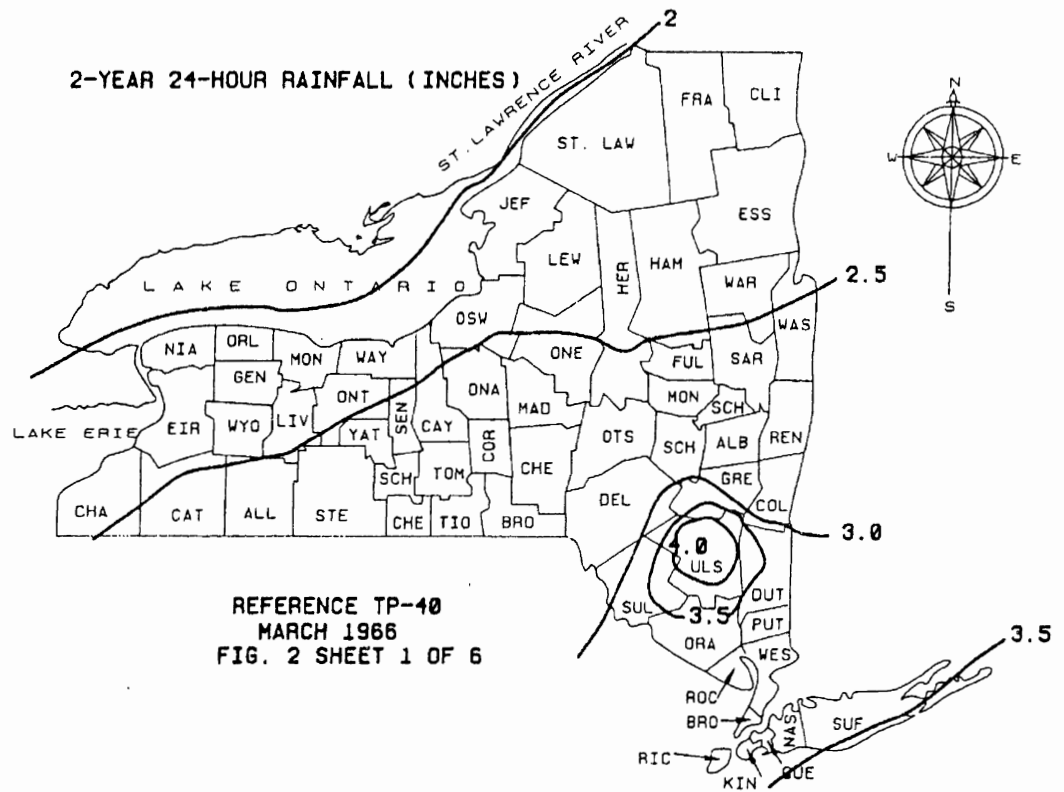 2-YEAR 24-HOUR RAINFALL (INCHES)
ST. LAWRENCE RIVER
2
N
W E
S
FRA
CLI
ST. LAW
JEF
ESS
LEW
HER
HAM
LAKE ONTARIO
WAR
2.5
WAS
OSW
NIA
ORL
MON
WAY
ONE
FUL
SAR
GEN
ONT
SEN
ONA
MAD
MON
SCH
LAKE ERIE
EIR
WYO
LIV
YAT
CAY
COR
OTS
SCH
ALB
REN
CHA
CAT
ALL
STE
SCH
TOM
CHE
DEL
GRE
COL
CHE
TIO
BRO
3.0
4.0
ULS
SUL
3.5
DUT
PUT
ORA
WES
3.5
REFERENCE TP-40
MARCH 1966
FIG. 2 SHEET 1 OF 6
ROC
BRO
NAS
SUF
RIC
KIN
QUE